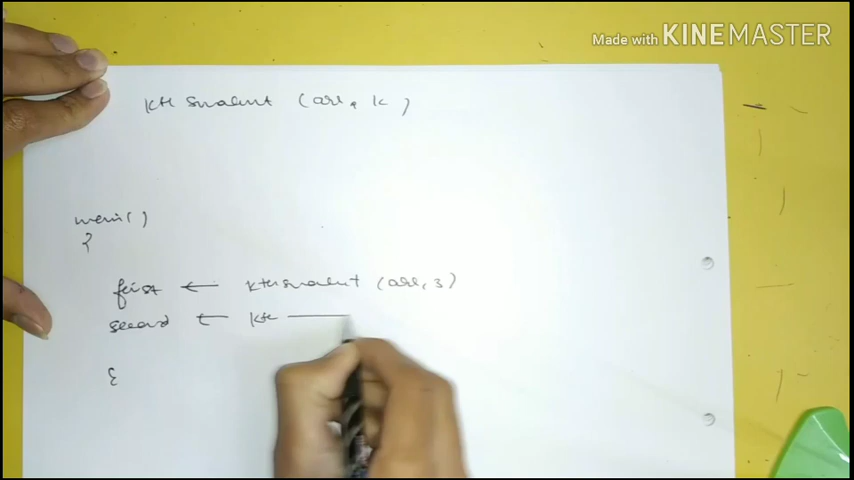 Made with KINEMASTER
kth smallest (arr, k)
main()
{
first ← kthsmallest (arr, 3)
second ← kth
{